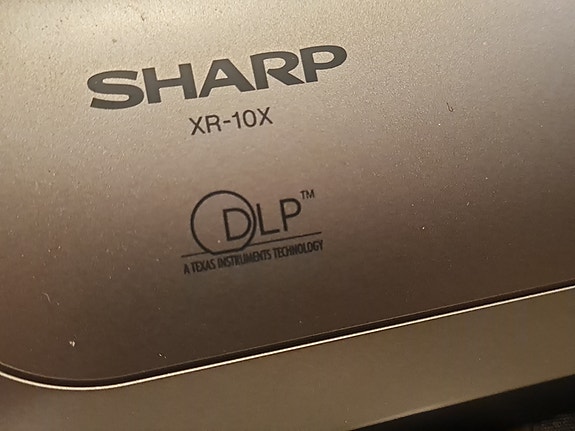 SHARP
XR-10X
DLP™
A TEXAS INSTRUMENTS TECHNOLOGY